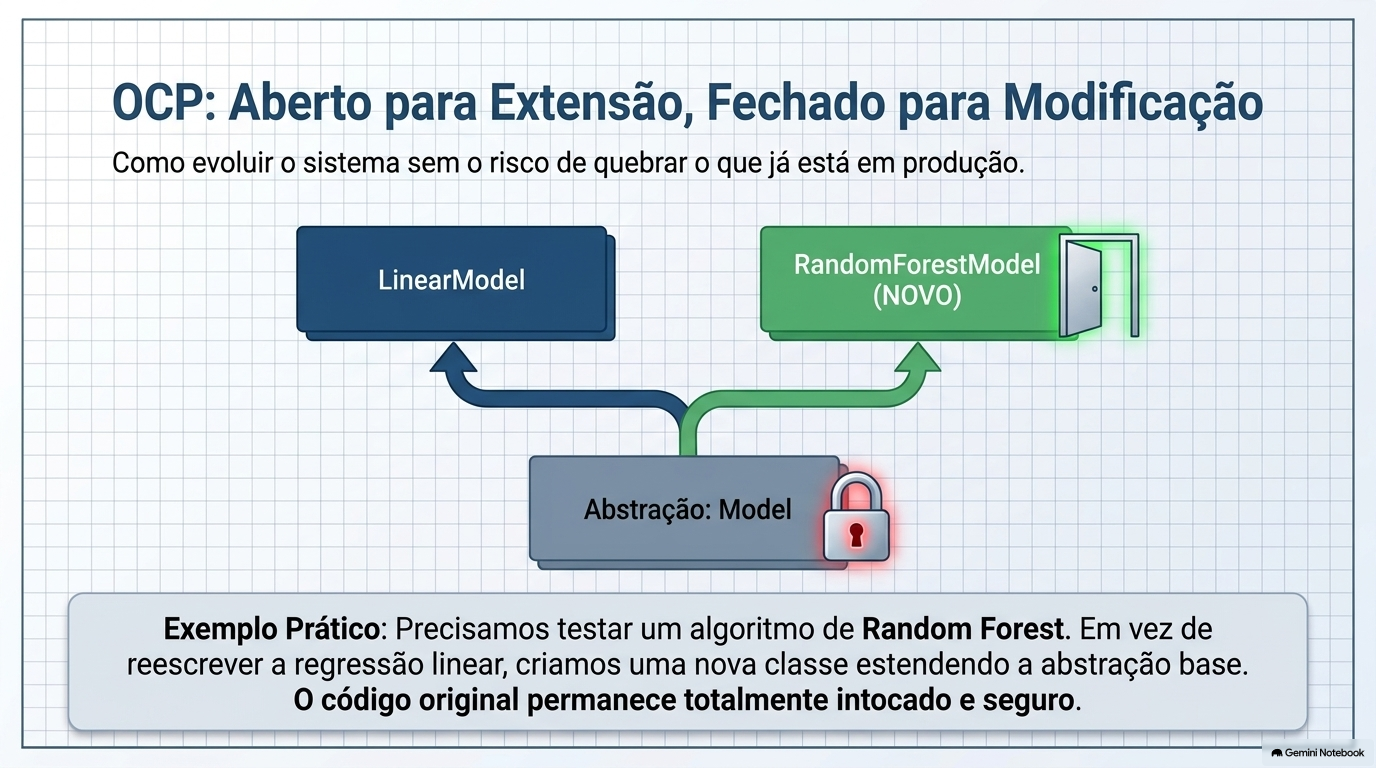 OCP: Aberto para Extensão, Fechado para Modificação
Como evoluir o sistema sem o risco de quebrar o que já está em produção.
LinearModel
RandomForestModel
(NOVO)
Abstração: Model
Exemplo Prático: Precisamos testar um algoritmo de Random Forest. Em vez de
reescrever a regressão linear, criamos uma nova classe estendendo a abstração base.
O código original permanece totalmente intocado e seguro.
Gemini Notebook